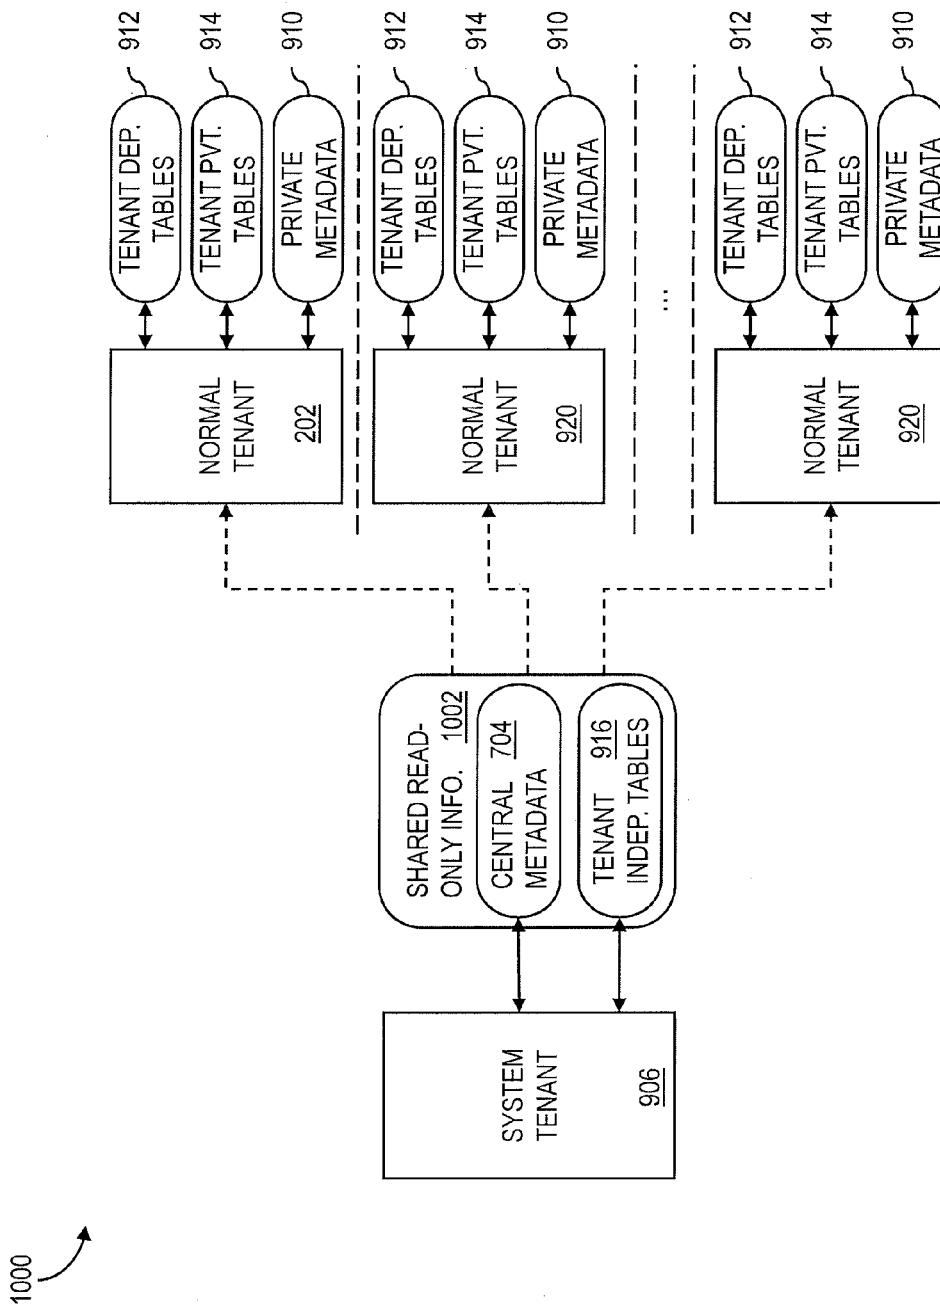 1000
SYSTEM
TENANT
906
SHARED READ-
ONLY INFO. 1002
CENTRAL 704
METADATA
TENANT 916
INDEP. TABLES
NORMAL
TENANT
202
TENANT DEP.
TABLES
912
TENANT PVT.
TABLES
914
PRIVATE
METADATA
910
NORMAL
TENANT
920
TENANT DEP.
TABLES
912
TENANT PVT.
TABLES
914
PRIVATE
METADATA
910
...
NORMAL
TENANT
920
TENANT DEP.
TABLES
912
TENANT PVT.
TABLES
914
PRIVATE
METADATA
910